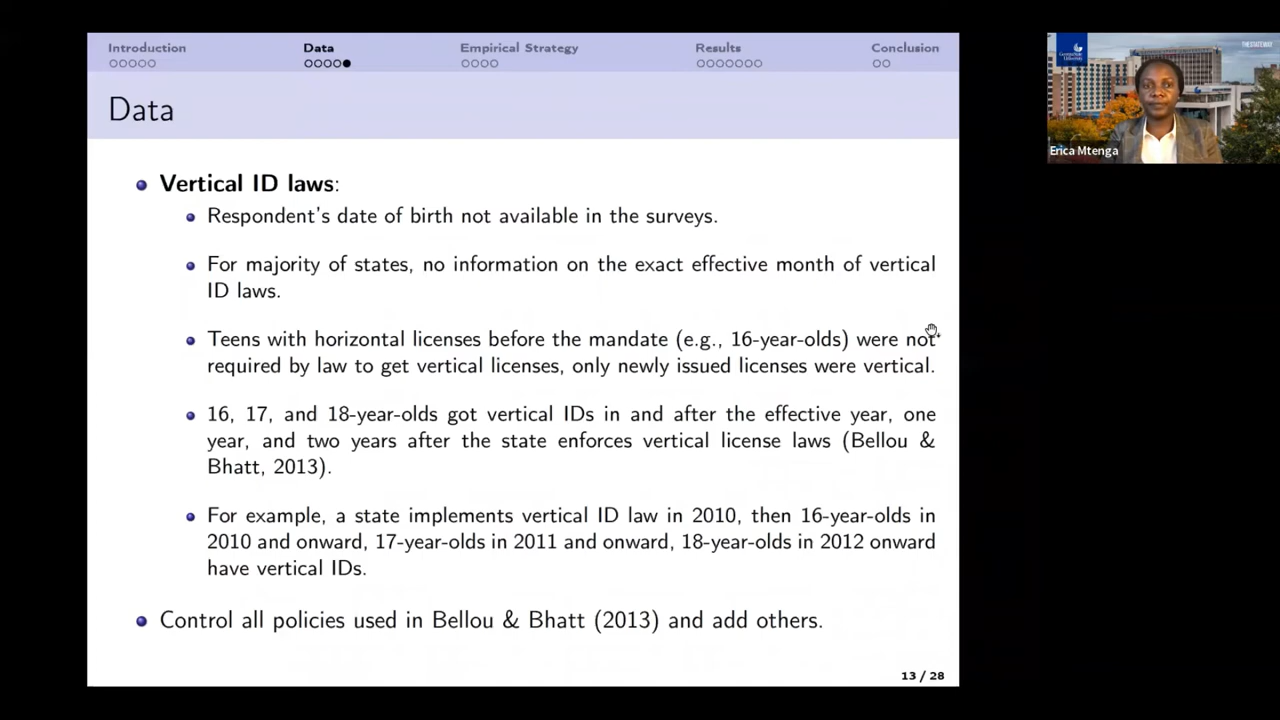 Introduction Data Empirical Strategy Results Conclusion
Data
Vertical ID laws:
Respondent's date of birth not available in the surveys.
For majority of states, no information on the exact effective month of vertical
ID laws.
Teens with horizontal licenses before the mandate (e.g., 16-year-olds) were not
required by law to get vertical licenses, only newly issued licenses were vertical.
16, 17, and 18-year-olds got vertical IDs in and after the effective year, one
year, and two years after the state enforces vertical license laws (Bellou &
Bhatt, 2013).
For example, a state implements vertical ID law in 2010, then 16-year-olds in
2010 and onward, 17-year-olds in 2011 and onward, 18-year-olds in 2012 onward
have vertical IDs.
Control all policies used in Bellou & Bhatt (2013) and add others.
13 / 28
THESTATEWAY
Erica Mtenga